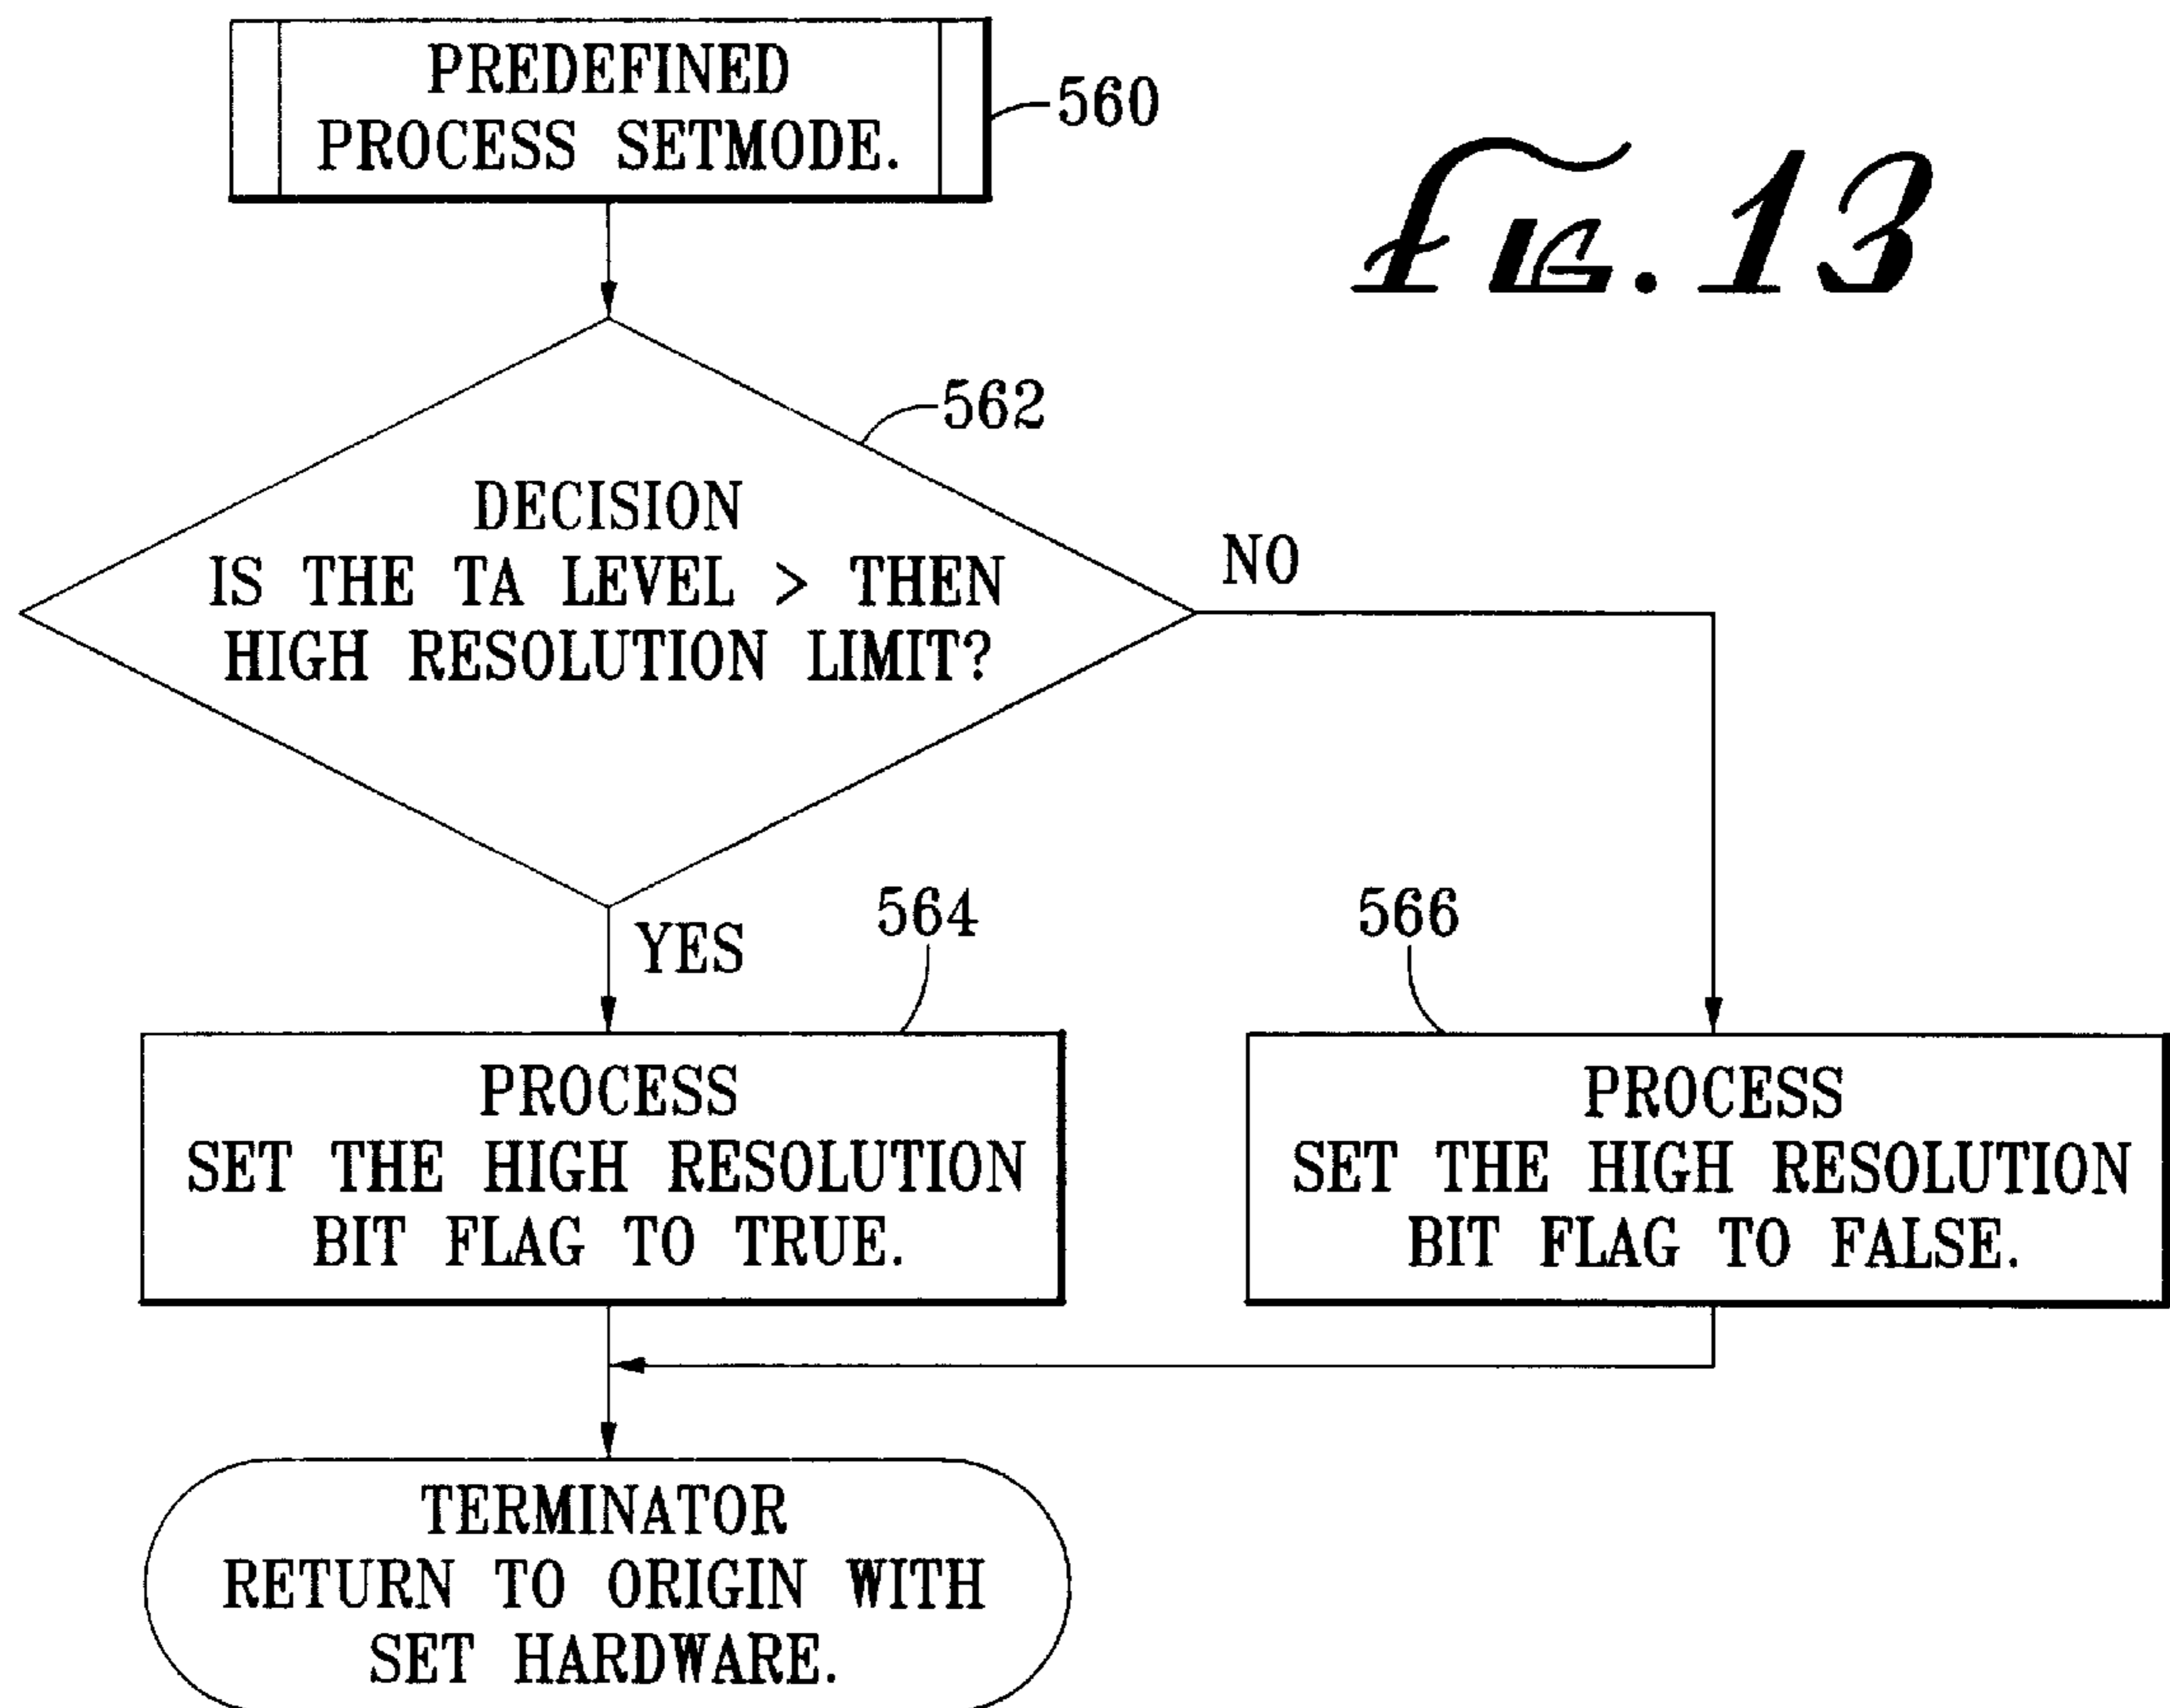 PREDEFINED
PROCESS SETMODE.
560
FIG. 13
562
DECISION
IS THE TA LEVEL > THEN
HIGH RESOLUTION LIMIT?
NO
YES
564
566
PROCESS
SET THE HIGH RESOLUTION
BIT FLAG TO TRUE.
PROCESS
SET THE HIGH RESOLUTION
BIT FLAG TO FALSE.
TERMINATOR
RETURN TO ORIGIN WITH
SET HARDWARE.